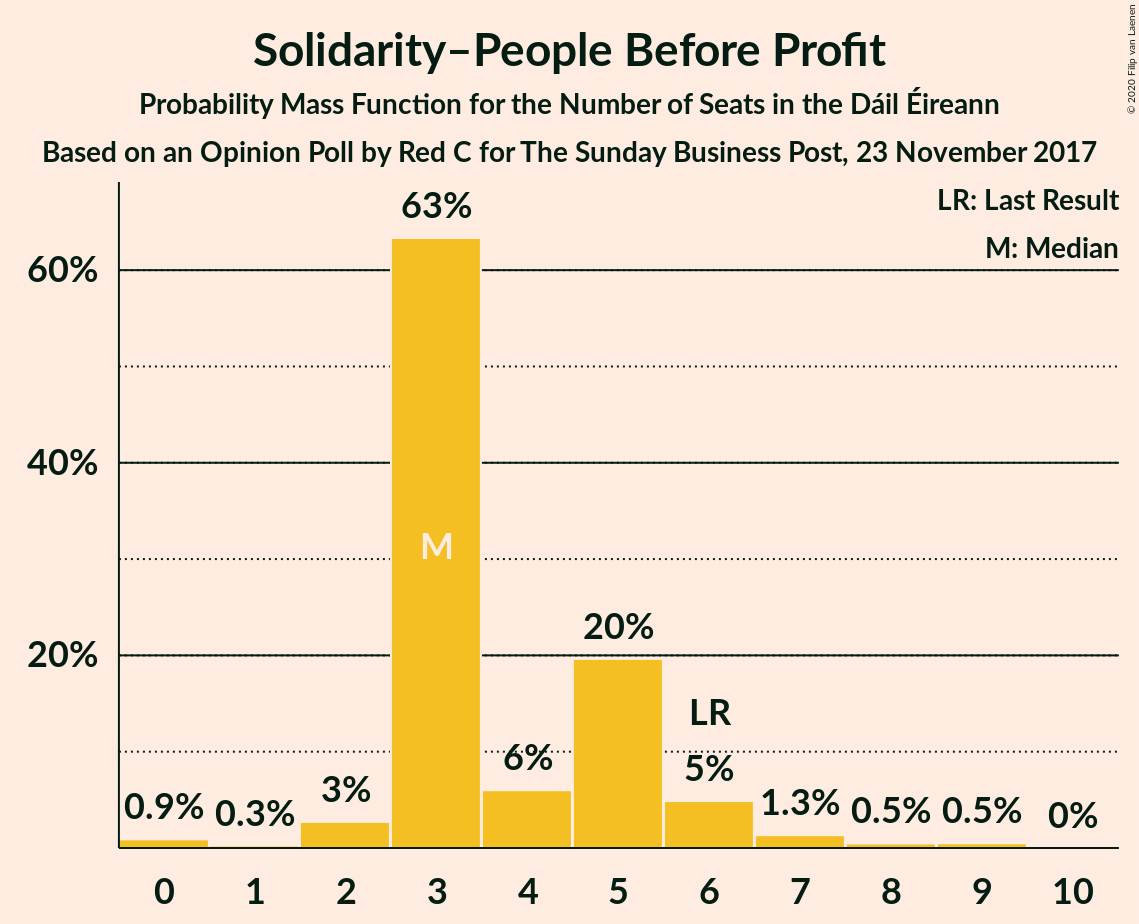 Solidarity–People Before Profit
Probability Mass Function for the Number of Seats in the Dáil Éireann
Based on an Opinion Poll by Red C for The Sunday Business Post, 23 November 2017
© 2020 Filip van Laenen
LR: Last Result
M: Median
63%
60%
40%
M
20%
20%
LR
6%
5%
3%
0.9%
0.3%
1.3%
0.5%
0.5%
0%
0 1 2 3 4 5 6 7 8 9 10